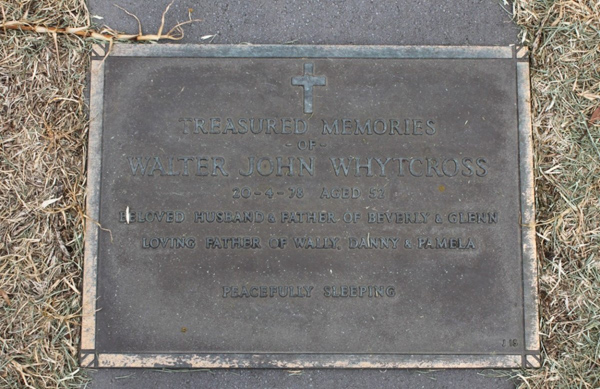 TREASURED MEMORIES
- OF -
WALTER JOHN WHYTCROSS
20-4-98 AGED
BELOVED HUSBAND & FATHER OF BEVERLY & GLENN
LOVING FATHER OF WALLY, DANNY & PAMELA
PEACEFULLY SLEEPING